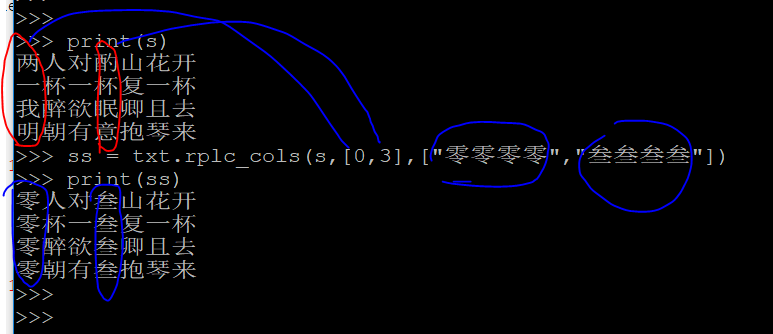 >>>
>>> print(s)
两人对酌山花开
一杯一杯复一杯
我醉欲眠卿且去
明朝有意抱琴来
>>> ss = txt.rplc_cols(s,[0,3],["零零零零","叁叁叁叁"])
>>> print(ss)
零人对叁山花开
零杯一叁复一杯
零醉欲叁卿且去
零朝有叁抱琴来
>>>
>>>